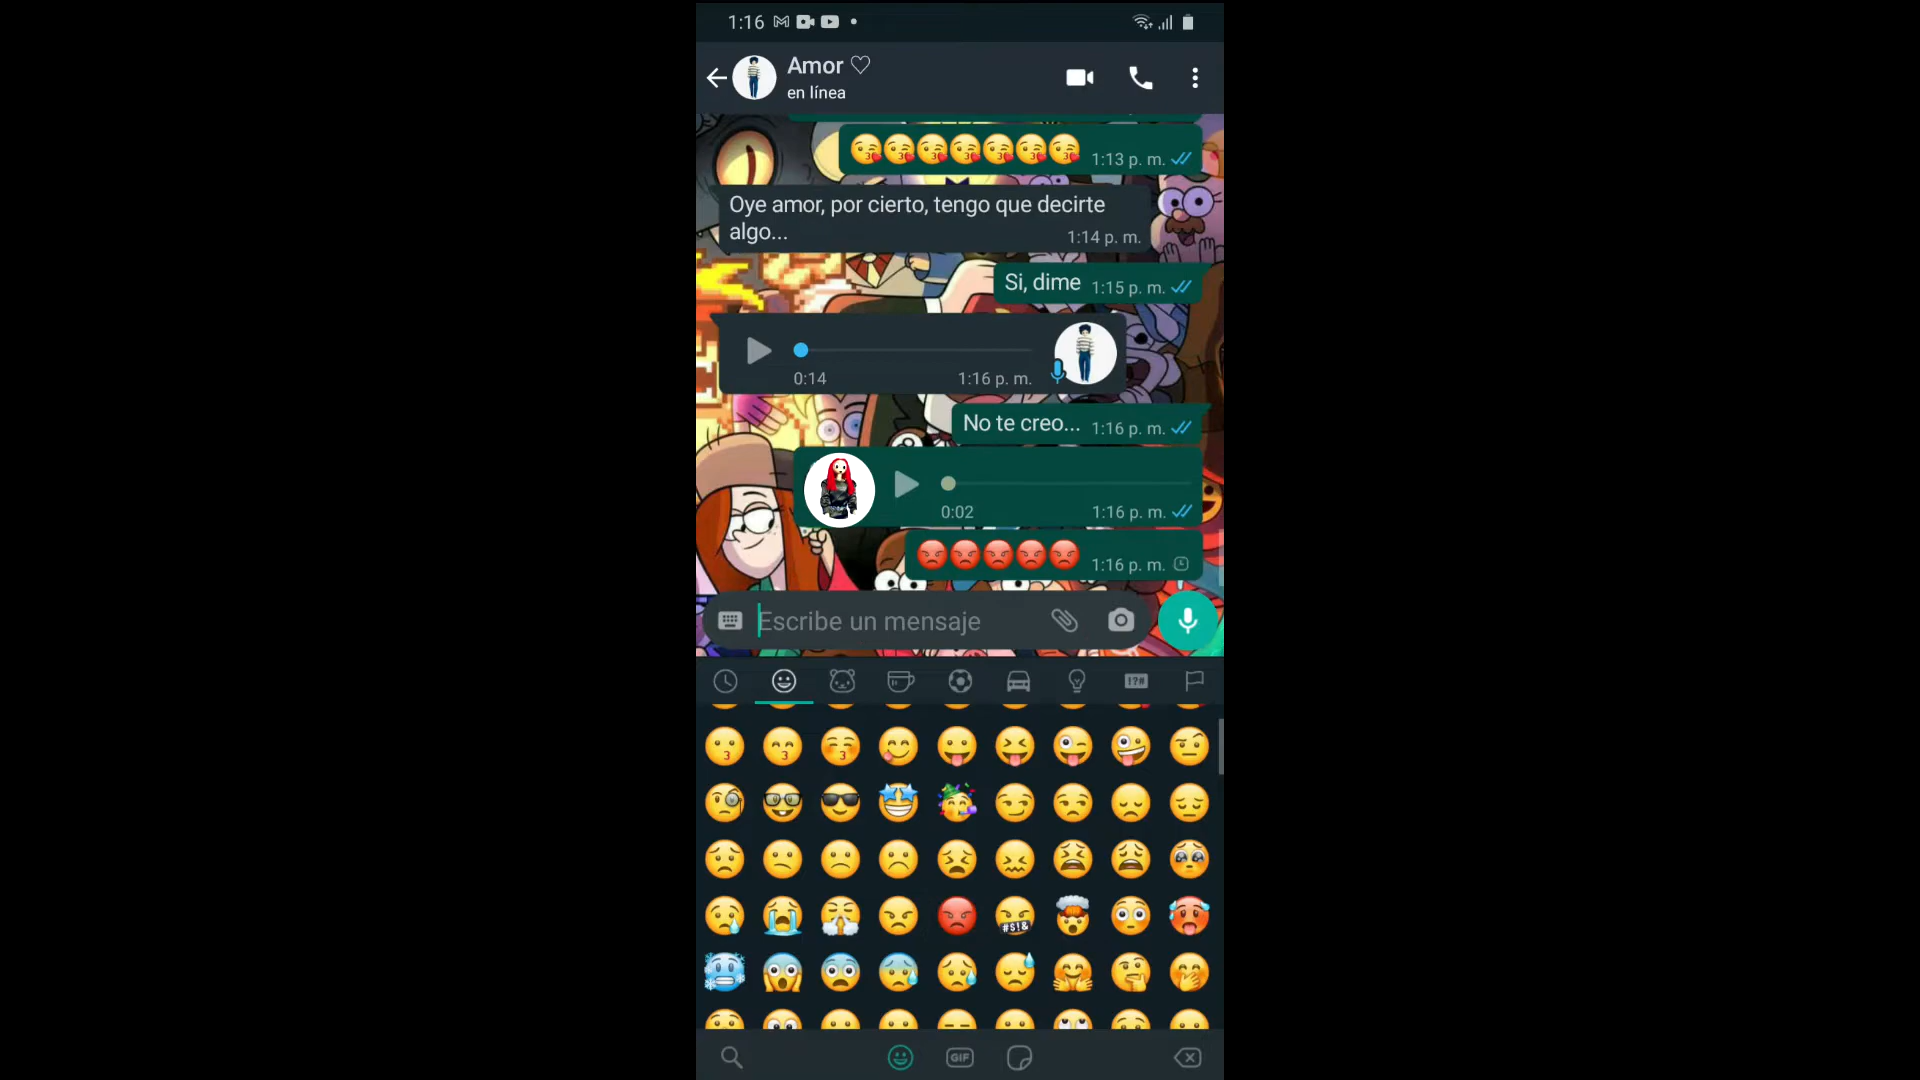 1:16
Amor ♡
en línea
😘😘😘😘😘😘😘 1:13 p. m.
Oye amor, por cierto, tengo que decirte
algo...
1:14 p. m.
Si, dime 1:15 p. m.
0:14 1:16 p. m.
No te creo... 1:16 p. m.
0:02 1:16 p. m.
😡😡😡😡😡 1:16 p. m.
Escribe un mensaje
!?#
#$!&
GIF